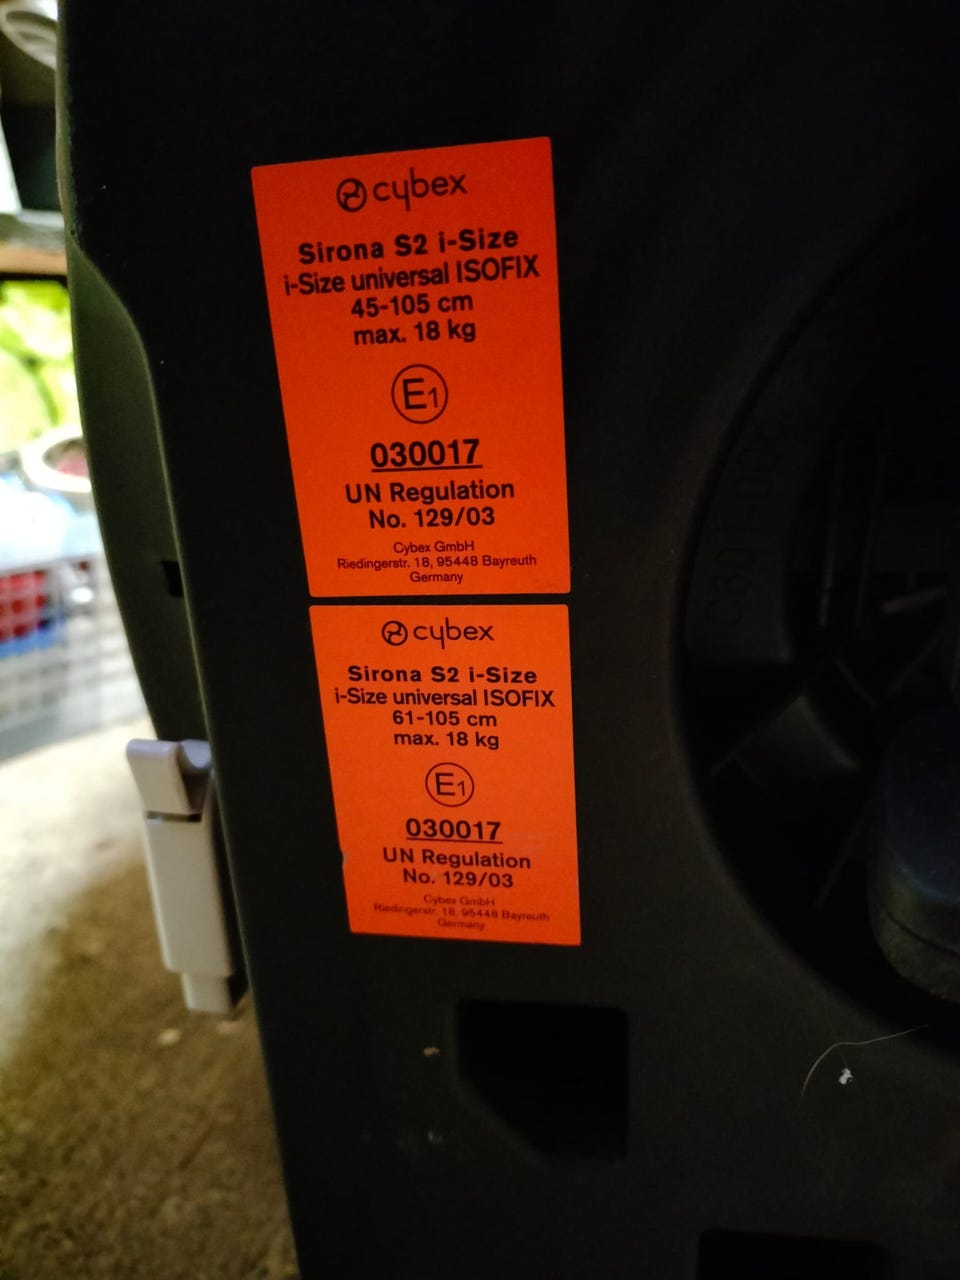 cybex
Sirona S2 i-Size
i-Size universal ISOFIX
45-105 cm
max. 18 kg
E1
030017
UN Regulation
No. 129/03
Cybex GmbH
Riedingerstr. 18, 95448 Bayreuth
Germany
cybex
Sirona S2 i-Size
i-Size universal ISOFIX
61-105 cm
max. 18 kg
E1
030017
UN Regulation
No. 129/03
Cybex GmbH
Riedingerstr. 18, 95448 Bayreuth
Germany